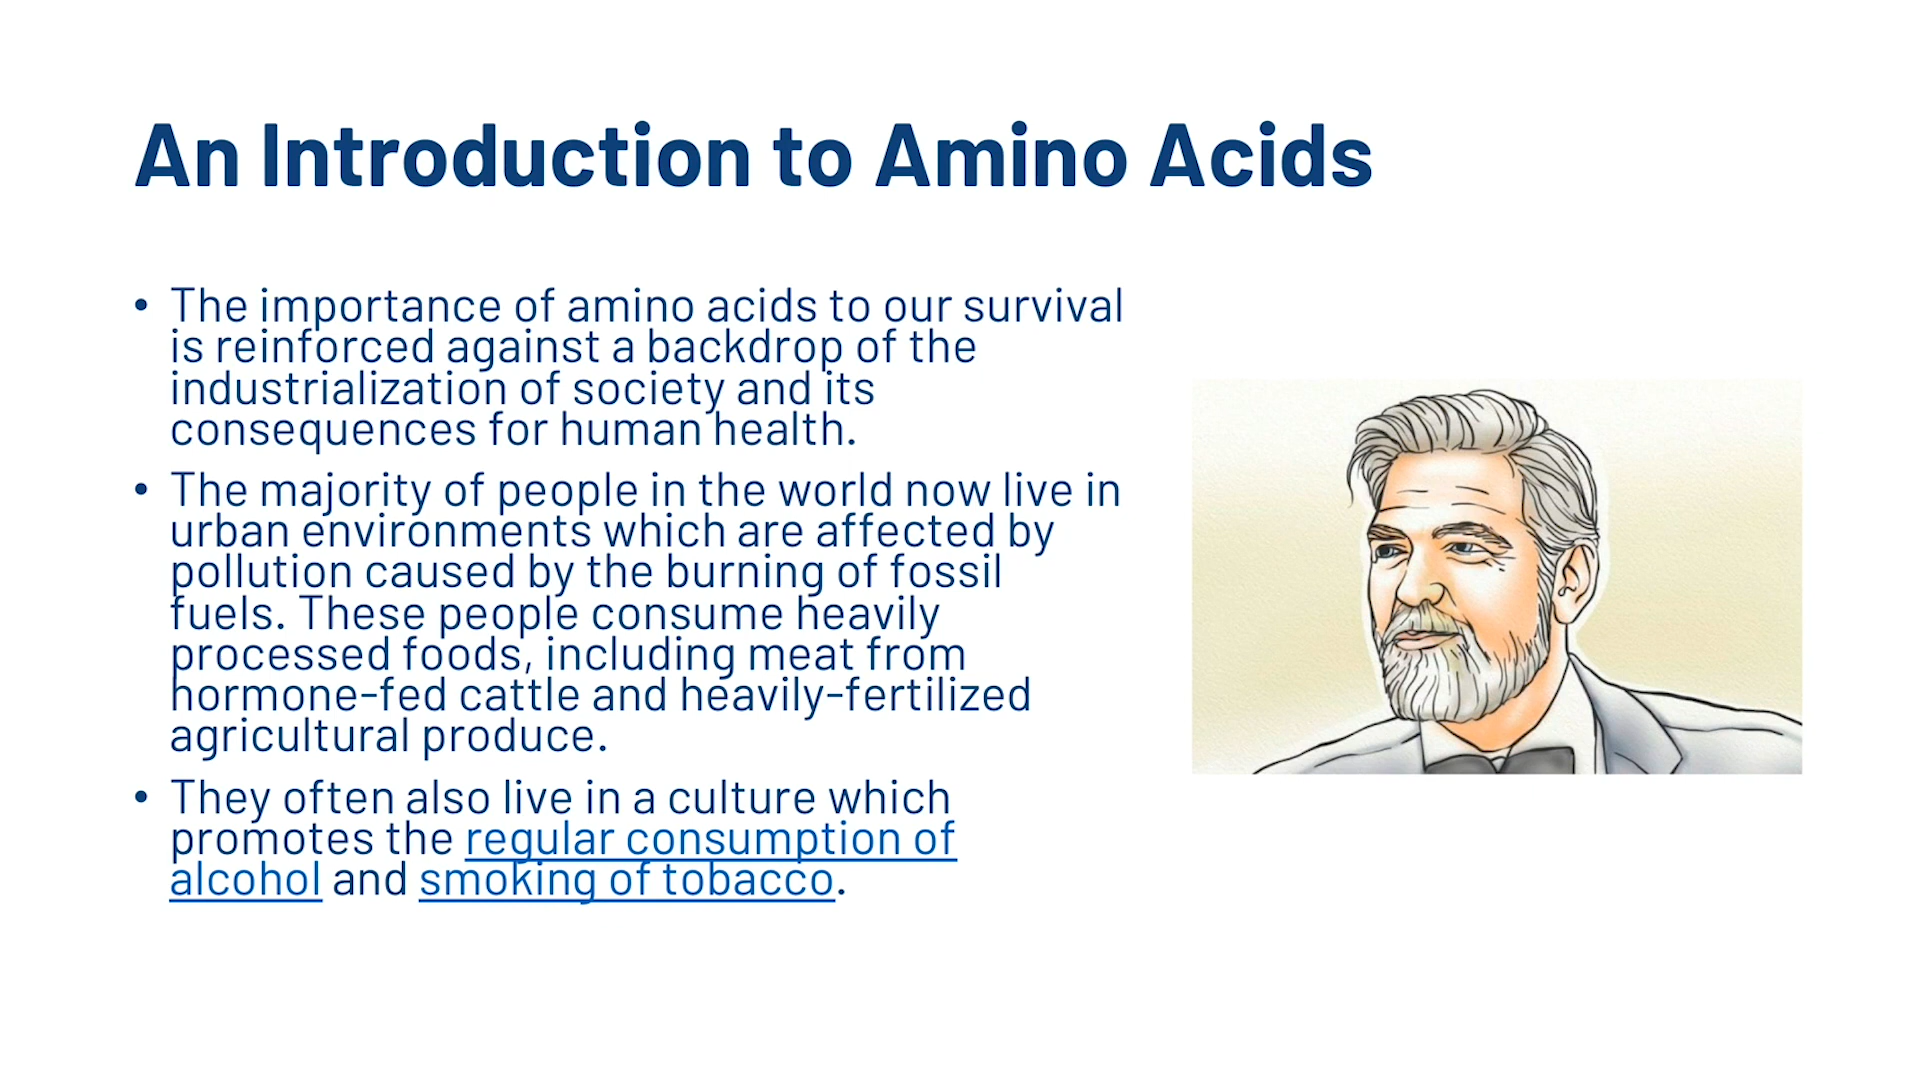 An Introduction to Amino Acids
• The importance of amino acids to our survival
is reinforced against a backdrop of the
industrialization of society and its
consequences for human health.
• The majority of people in the world now live in
urban environments which are affected by
pollution caused by the burning of fossil
fuels. These people consume heavily
processed foods, including meat from
hormone-fed cattle and heavily-fertilized
agricultural produce.
• They often also live in a culture which
promotes the regular consumption of
alcohol and smoking of tobacco.